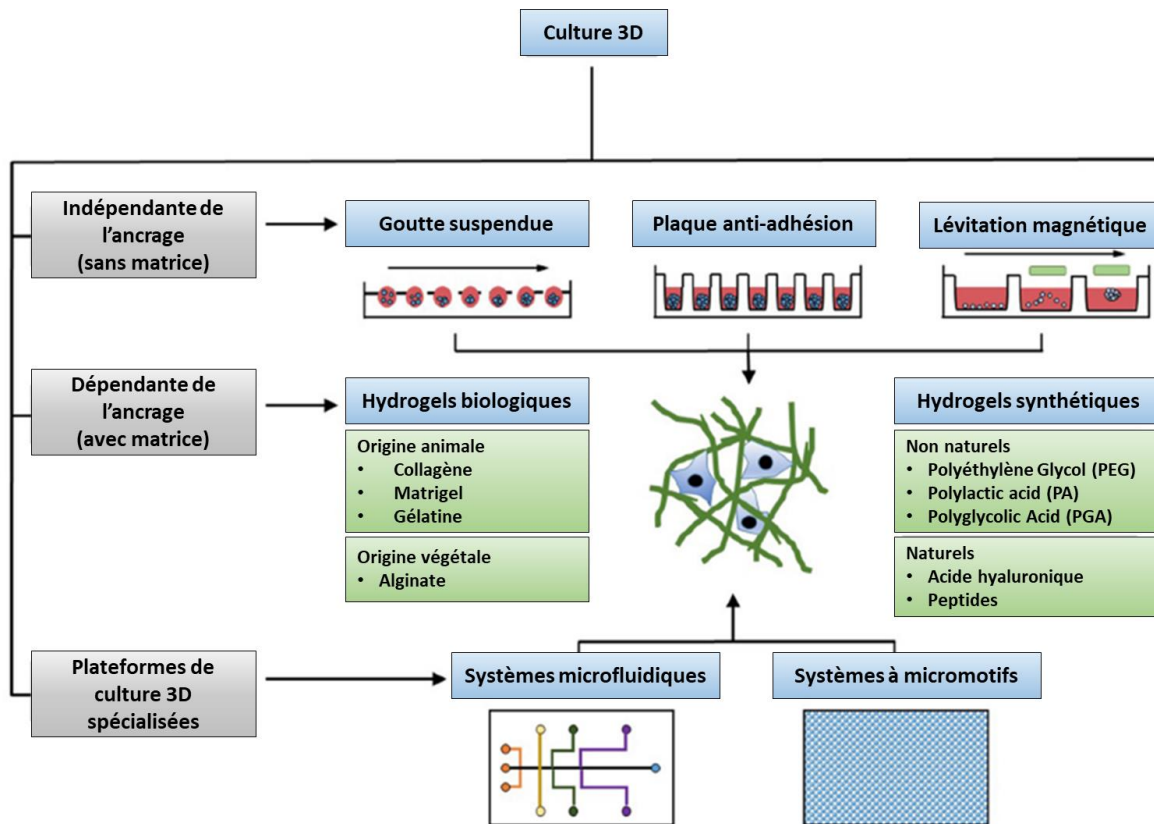 Culture 3D
Indépendante de
l’ancrage
(sans matrice)
Goutte suspendue
Plaque anti-adhésion
Lévitation magnétique
Dépendante de
l’ancrage
(avec matrice)
Hydrogels biologiques
Origine animale
• Collagène
• Matrigel
• Gélatine
Origine végétale
• Alginate
Hydrogels synthétiques
Non naturels
• Polyéthylène Glycol (PEG)
• Polylactic acid (PA)
• Polyglycolic Acid (PGA)
Naturels
• Acide hyaluronique
• Peptides
Plateformes de
culture 3D
spécialisées
Systèmes microfluidiques
Systèmes à micromotifs